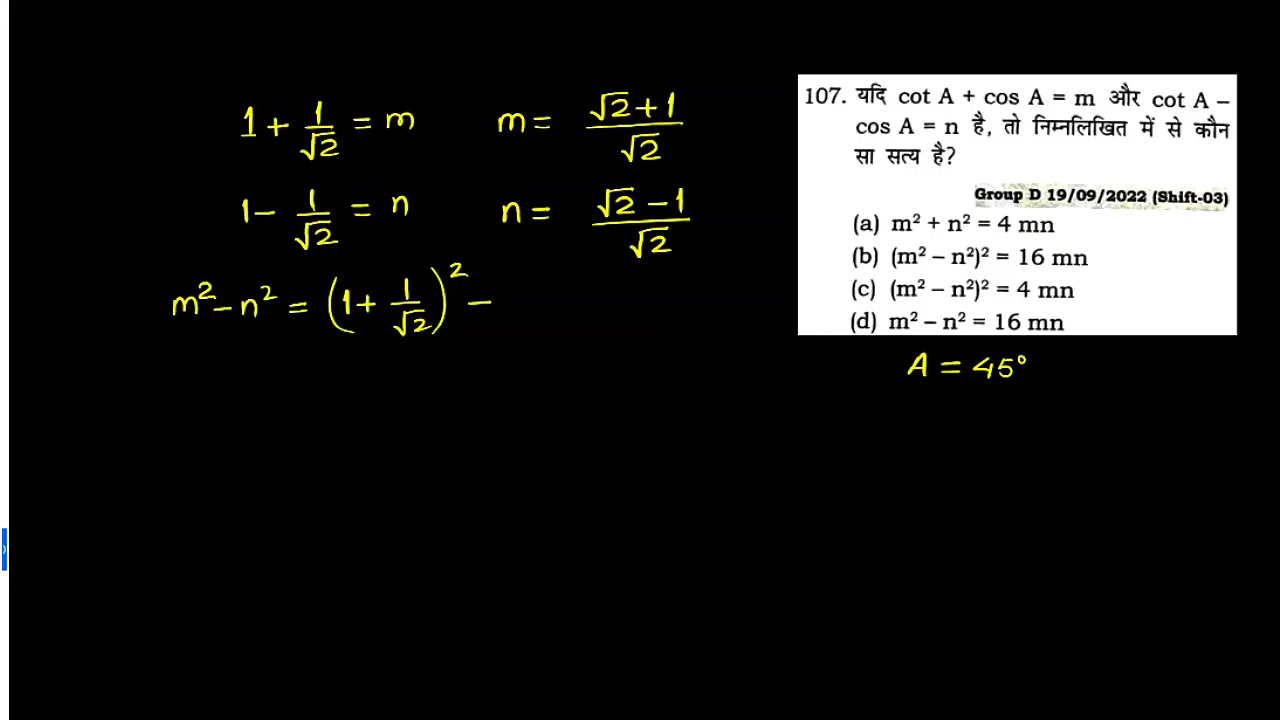 1 + 1/√2 = m
m = (√2 + 1)/√2
1 - 1/√2 = n
n = (√2 - 1)/√2
m² - n² = (1 + 1/√2)² -
107. यदि cot A + cos A = m और cot A –
cos A = n है, तो निम्नलिखित में से कौन
सा सत्य है?
Group D 19/09/2022 (Shift-03)
(a) m² + n² = 4 mn
(b) (m² – n²)² = 16 mn
(c) (m² – n²)² = 4 mn
(d) m² – n² = 16 mn
A = 45°